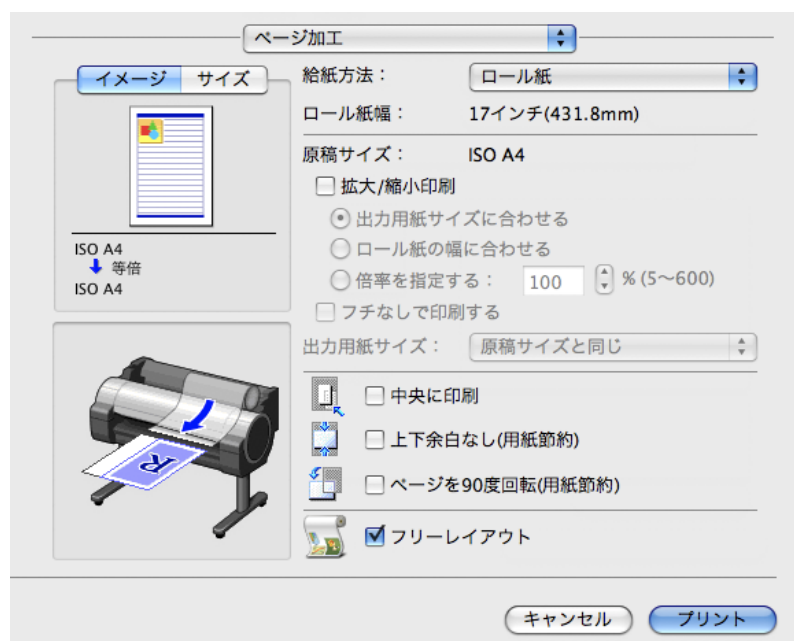 ページ加工
イメージ サイズ
ISO A4
等倍
ISO A4
R
給紙方法：
ロール紙
ロール紙幅：
17インチ(431.8mm)
原稿サイズ：
ISO A4
拡大/縮小印刷
出力用紙サイズに合わせる
ロール紙の幅に合わせる
倍率を指定する： 100 % (5～600)
フチなしで印刷する
出力用紙サイズ： 原稿サイズと同じ
中央に印刷
上下余白なし(用紙節約)
ページを90度回転(用紙節約)
フリーレイアウト
キャンセル プリント